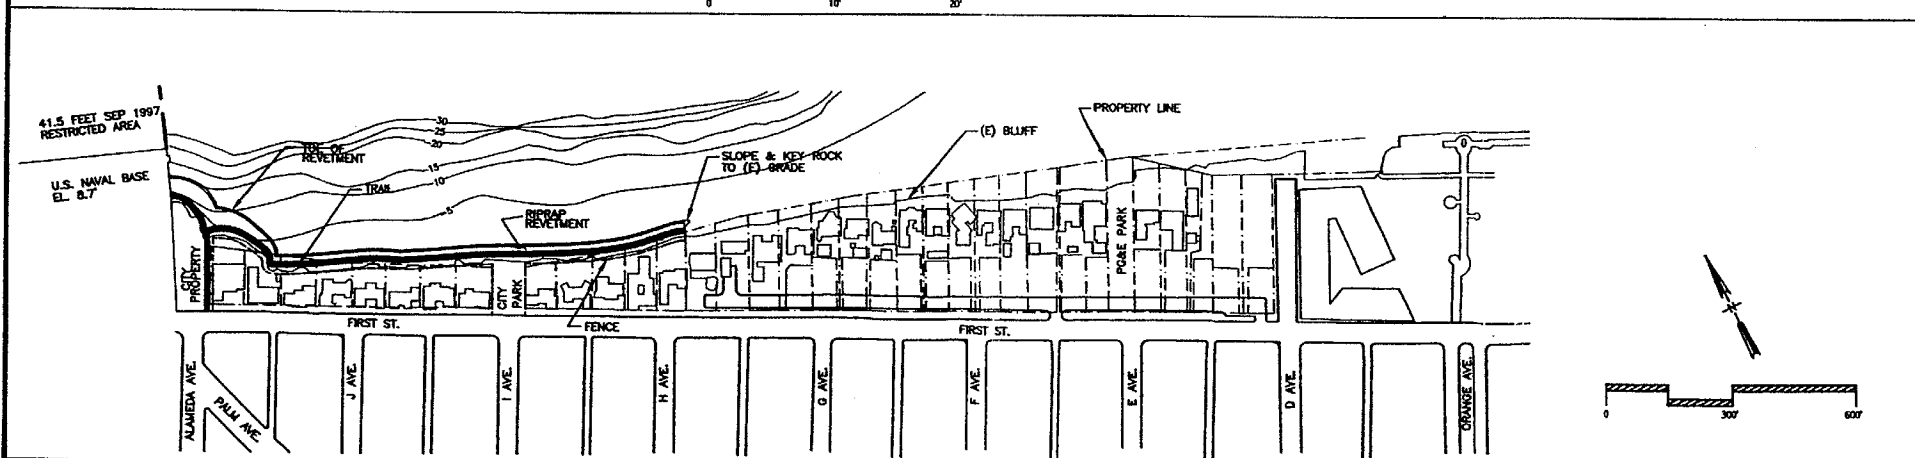 0 10' 20'
41.5 FEET SEP 1997
RESTRICTED AREA
U.S. NAVAL BASE
EL. 8.7'
TOE OF
REVETMENT
TRAIL
-30
-25
-20
-15
-10
-5
RIPRAP
REVETMENT
SLOPE & KEY ROCK
TO (E) GRADE
(E) BLUFF
PROPERTY LINE
CITY
PROPERTY
CITY
PARK
PG&E PARK
FIRST ST.
FENCE
FIRST ST.
ALAMEDA AVE.
PALM AVE.
J AVE.
I AVE.
H AVE.
G AVE.
F AVE.
E AVE.
D AVE.
ORANGE AVE.
0 300' 600'